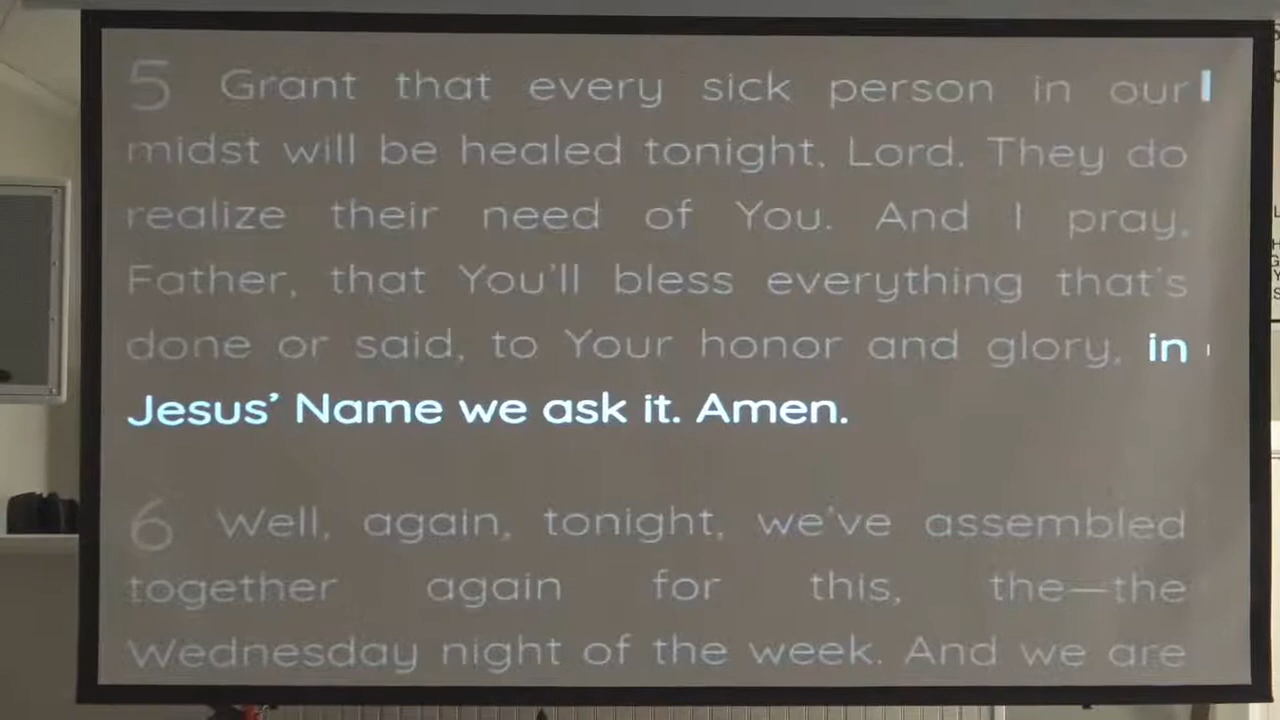 5 Grant that every sick person in our
midst will be healed tonight, Lord. They do
realize their need of You. And I pray,
Father, that You'll bless everything that's
done or said, to Your honor and glory, in
Jesus' Name we ask it. Amen.
6 Well, again, tonight, we've assembled
together again for this, the—the
Wednesday night of the week. And we are